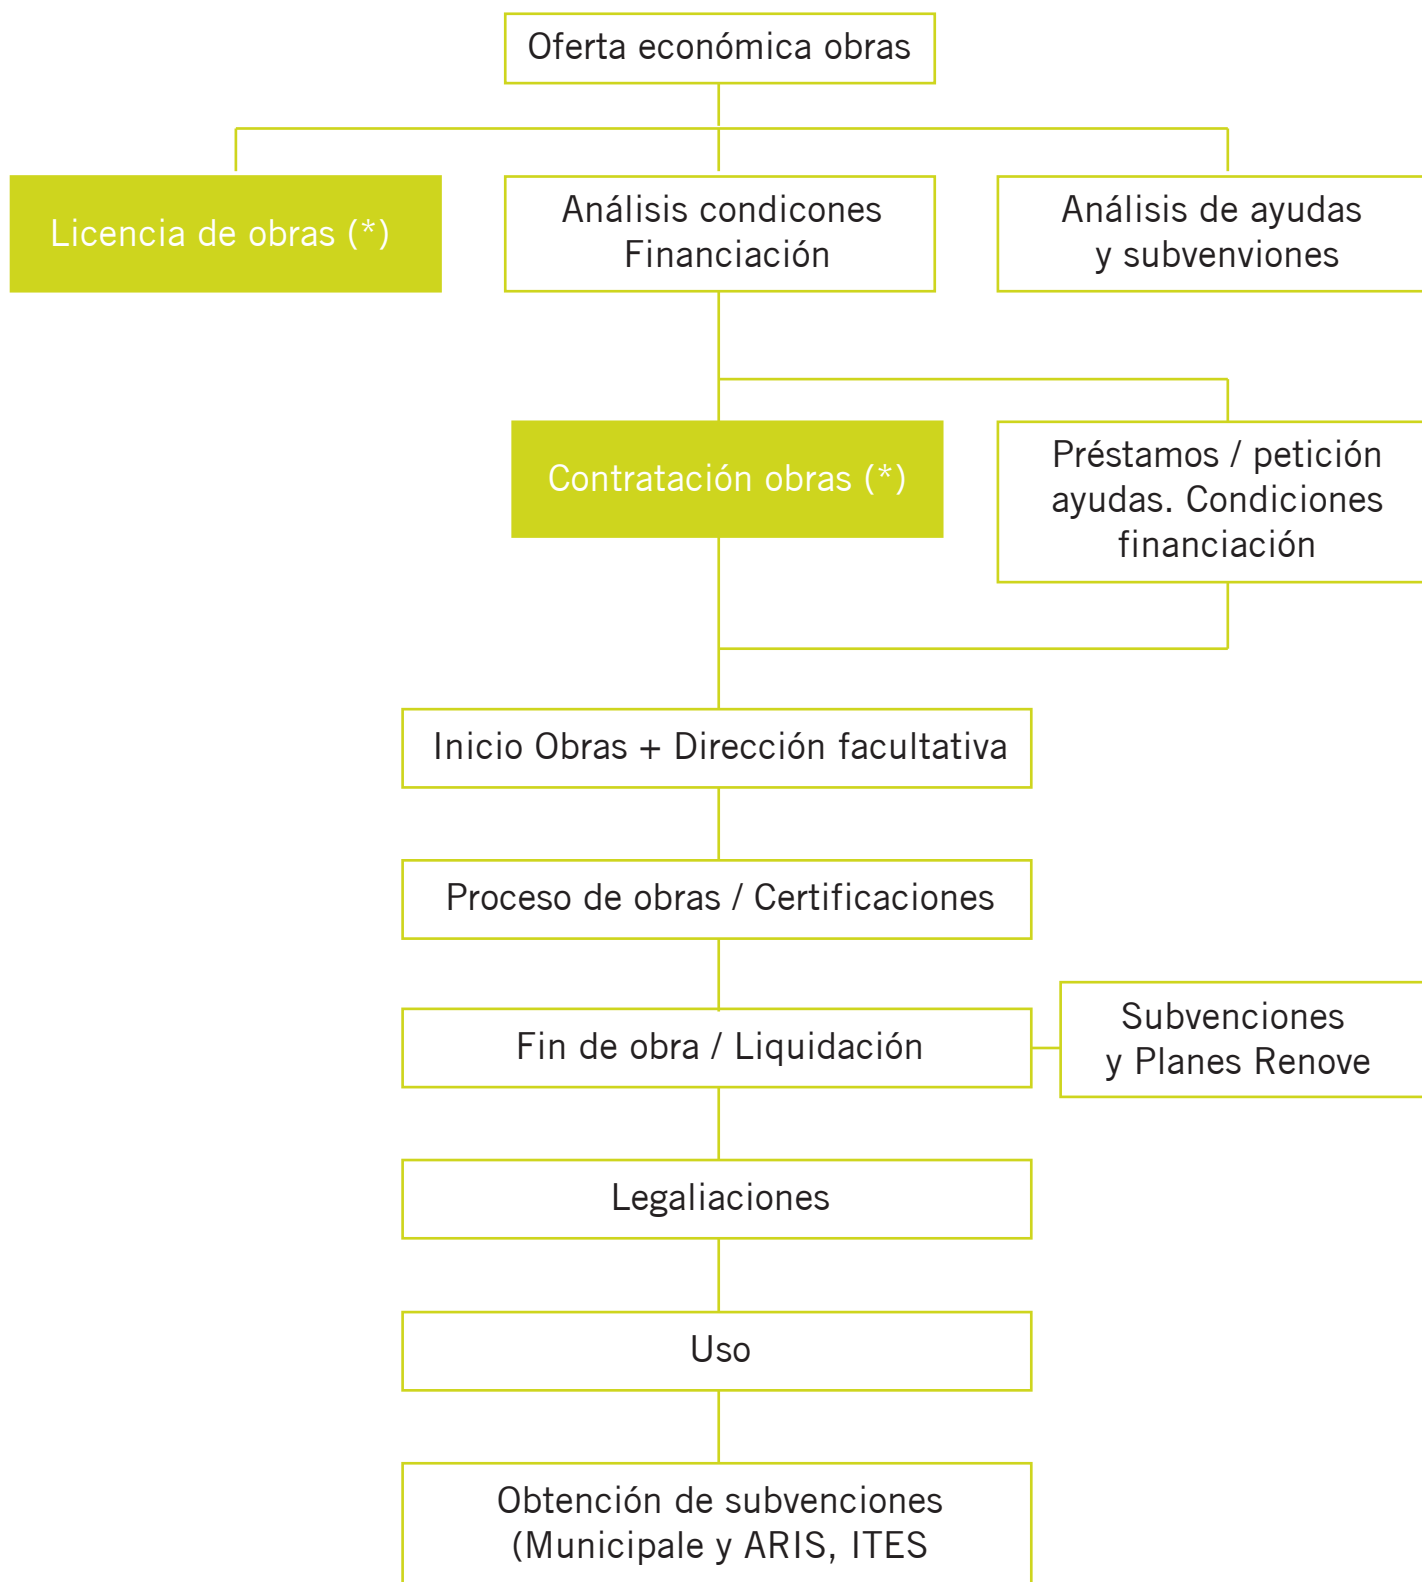 Oferta económica obras
Licencia de obras (*)
Análisis condicones
Financiación
Análisis de ayudas
y subvenviones
Contratación obras (*)
Préstamos / petición
ayudas. Condiciones
financiación
Inicio Obras + Dirección facultativa
Proceso de obras / Certificaciones
Fin de obra / Liquidación
Subvenciones
y Planes Renove
Legaliaciones
Uso
Obtención de subvenciones
(Municipale y ARIS, ITES